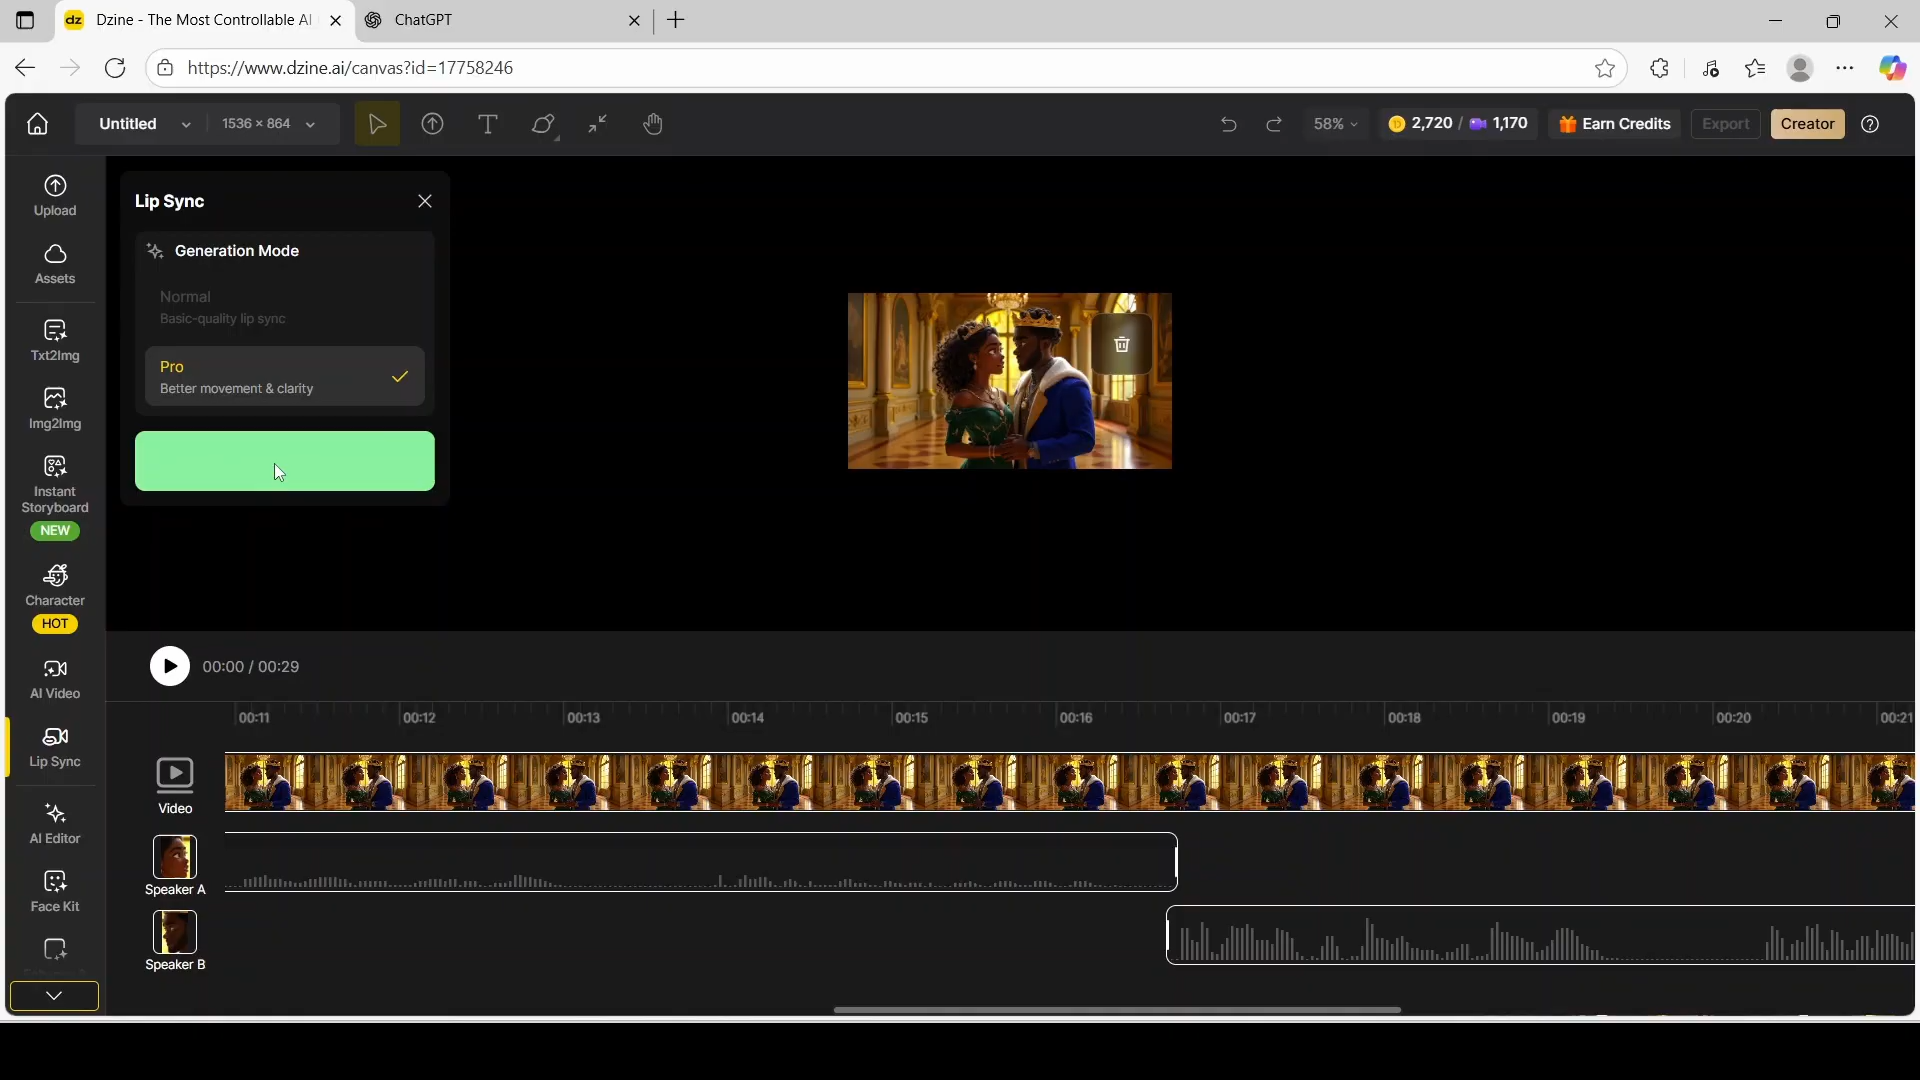 dz Dzine - The Most Controllable AI
ChatGPT
https://www.dzine.ai/canvas?id=17758246
Untitled
1536 × 864
58%
2,720 / 1,170
Earn Credits
Export
Creator
Upload
Assets
Txt2Img
Img2Img
Instant
Storyboard
NEW
Character
HOT
AI Video
Lip Sync
AI Editor
Face Kit
Lip Sync
Generation Mode
Normal
Basic-quality lip sync
Pro
Better movement & clarity
00:00 / 00:29
00:11 00:12 00:13 00:14 00:15 00:16 00:17 00:18 00:19 00:20 00:21
Video
Speaker A
Speaker B